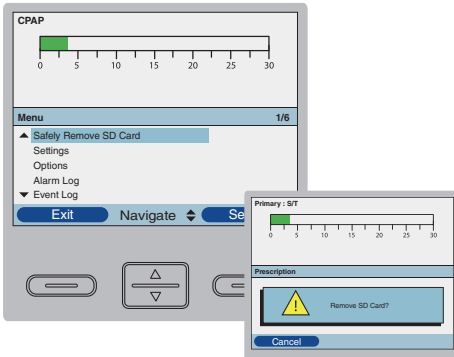 CPAP
0 5 10 15 20 25 30
Menu 1/6
Safely Remove SD Card
Settings
Options
Alarm Log
Event Log
Exit Navigate Se
Primary : S/T
0 5 10 15 20 25 30
Prescription
! Remove SD Card?
Cancel